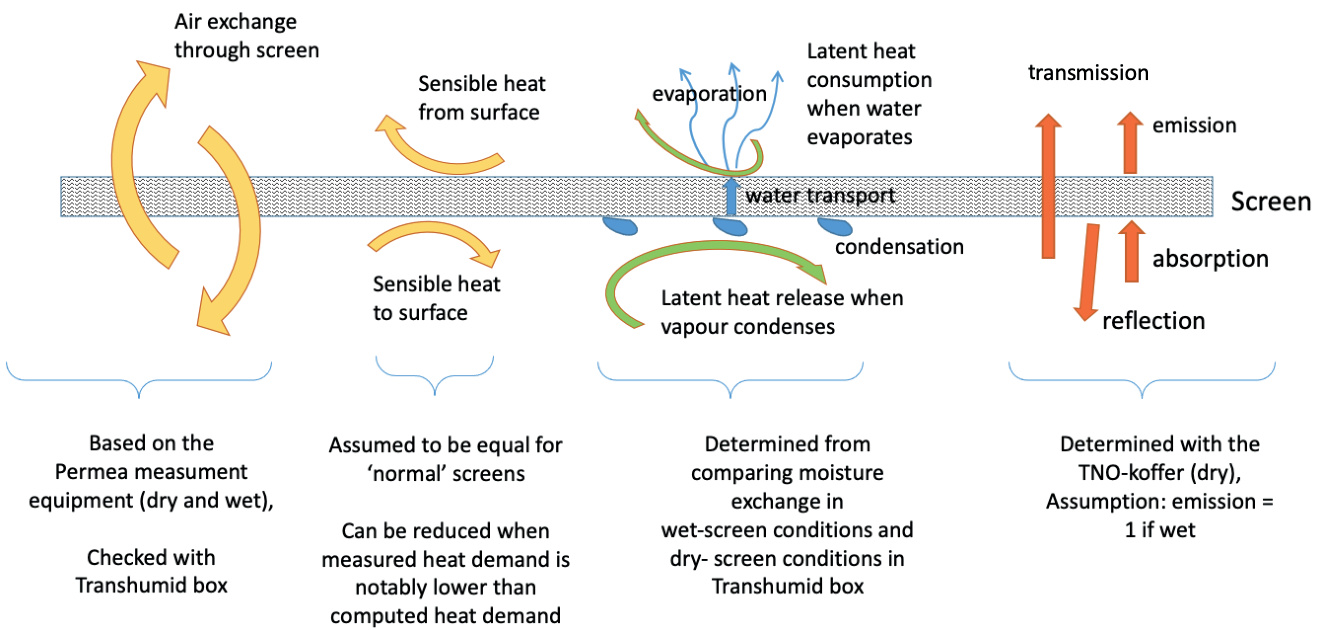 Air exchange
through screen
Sensible heat
from surface
evaporation
Latent heat
consumption
when water
evaporates
transmission
emission
water transport
Screen
condensation
absorption
Sensible heat
to surface
Latent heat release when
vapour condenses
reflection
Based on the
Permea measument
equipment (dry and wet),
Checked with
Transhumid box
Assumed to be equal for
‘normal’ screens
Can be reduced when
measured heat demand is
notably lower than
computed heat demand
Determined from
comparing moisture
exchange in
wet-screen conditions and
dry- screen conditions in
Transhumid box
Determined with the
TNO-koffer (dry),
Assumption: emission =
1 if wet